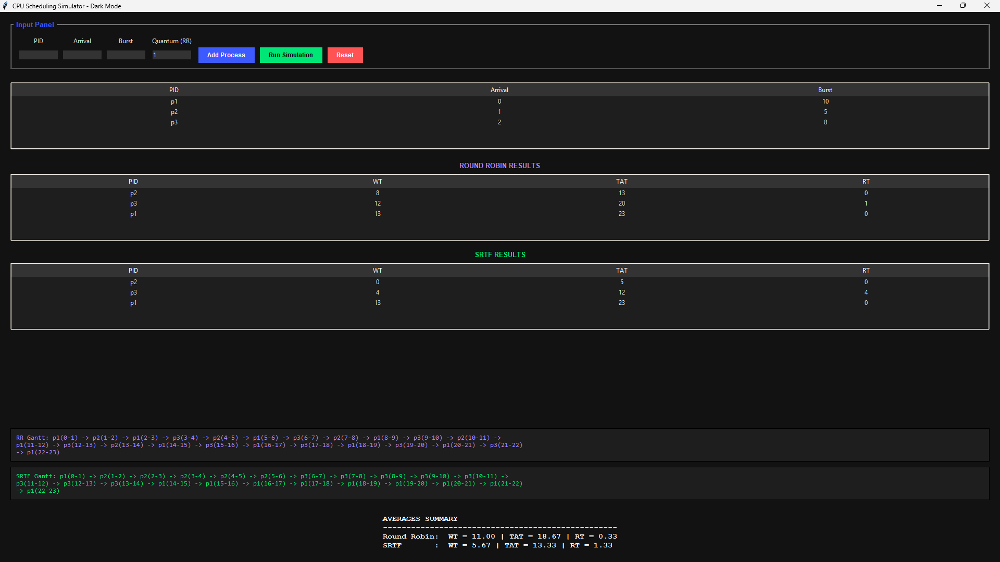 CPU Scheduling Simulator - Dark Mode
Input Panel
PID Arrival Burst Quantum (RR)
1 Add Process Run Simulation Reset
PID Arrival Burst
p1 0 10
p2 1 5
p3 2 8
ROUND ROBIN RESULTS
PID WT TAT RT
p2 8 13 0
p3 12 20 1
p1 13 23 0
SRTF RESULTS
PID WT TAT RT
p2 0 5 0
p3 4 12 4
p1 13 23 0
RR Gantt: p1(0-1) -> p2(1-2) -> p1(2-3) -> p3(3-4) -> p2(4-5) -> p1(5-6) -> p3(6-7) -> p2(7-8) -> p1(8-9) -> p3(9-10) -> p2(10-11) ->
p1(11-12) -> p3(12-13) -> p2(13-14) -> p1(14-15) -> p3(15-16) -> p1(16-17) -> p3(17-18) -> p1(18-19) -> p3(19-20) -> p1(20-21) -> p3(21-22)
-> p1(22-23)
SRTF Gantt: p1(0-1) -> p2(1-2) -> p2(2-3) -> p2(3-4) -> p2(4-5) -> p2(5-6) -> p3(6-7) -> p3(7-8) -> p3(8-9) -> p3(9-10) -> p3(10-11) ->
p3(11-12) -> p3(12-13) -> p3(13-14) -> p1(14-15) -> p1(15-16) -> p1(16-17) -> p1(17-18) -> p1(18-19) -> p1(19-20) -> p1(20-21) -> p1(21-22)
-> p1(22-23)
AVERAGES SUMMARY
--------------------------------------------------
Round Robin: WT = 11.00 | TAT = 18.67 | RT = 0.33
SRTF : WT = 5.67 | TAT = 13.33 | RT = 1.33